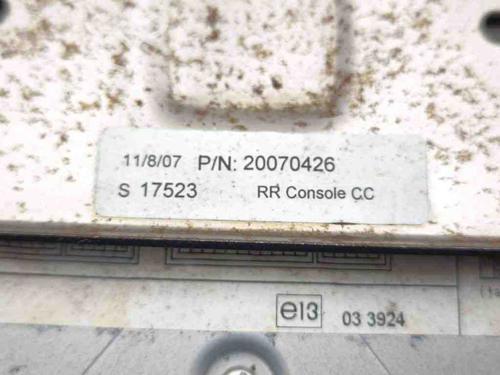 11/8/07 P/N: 20070426
S 17523 RR Console CC
e13 03 3924